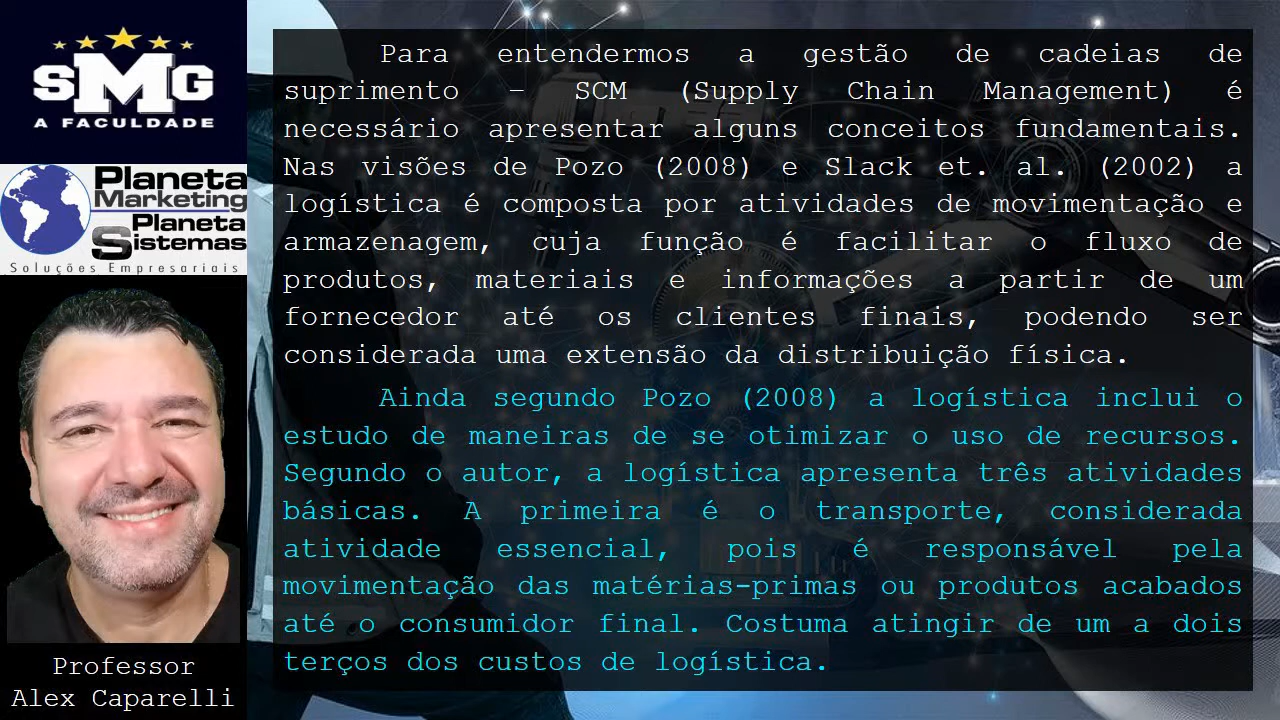 SMG
A FACULDADE
Planeta
Marketing
Planeta
Sistemas
Soluções Empresariais
Professor
Alex Caparelli
Para entendermos a gestão de cadeias de
suprimento – SCM (Supply Chain Management) é
necessário apresentar alguns conceitos fundamentais.
Nas visões de Pozo (2008) e Slack et. al. (2002) a
logística é composta por atividades de movimentação e
armazenagem, cuja função é facilitar o fluxo de
produtos, materiais e informações a partir de um
fornecedor até os clientes finais, podendo ser
considerada uma extensão da distribuição física.
Ainda segundo Pozo (2008) a logística inclui o
estudo de maneiras de se otimizar o uso de recursos.
Segundo o autor, a logística apresenta três atividades
básicas. A primeira é o transporte, considerada
atividade essencial, pois é responsável pela
movimentação das matérias-primas ou produtos acabados
até o consumidor final. Costuma atingir de um a dois
terços dos custos de logística.